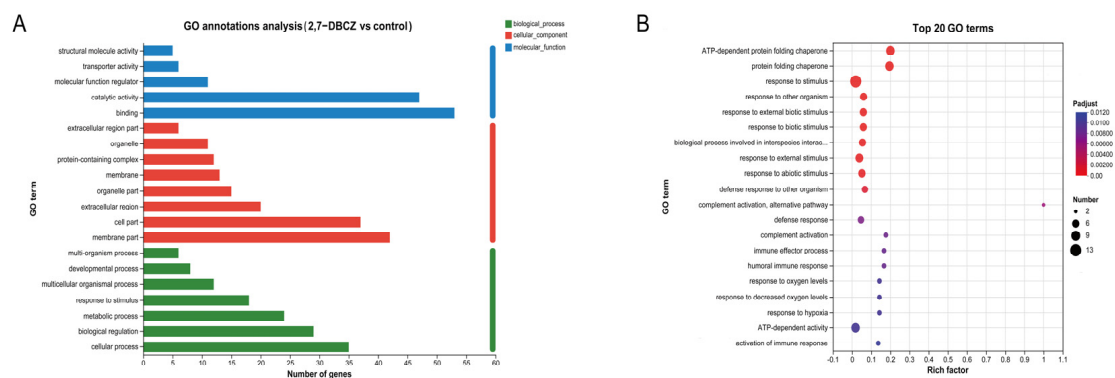 A
GO annotations analysis (2,7−DBCZ vs control)
biological_process
cellular_component
molecular_function
GO term
structural molecule activity
transporter activity
molecular function regulator
catalytic activity
binding
extracellular region part
organelle
protein-containing complex
membrane
organelle part
extracellular region
cell part
membrane part
multi-organism process
developmental process
multicellular organismal process
response to stimulus
metabolic process
biological regulation
cellular process
0 5 10 15 20 25 30 35 40 45 50 55 60
Number of genes
B
Top 20 GO terms
GO term
ATP-dependent protein folding chaperone
protein folding chaperone
response to stimulus
response to other organism
response to external biotic stimulus
response to biotic stimulus
biological process involved in interspecies interac...
response to external stimulus
response to abiotic stimulus
defense response to other organism
complement activation, alternative pathway
defense response
complement activation
immune effector process
humoral immune response
response to oxygen levels
response to decreased oxygen levels
response to hypoxia
ATP-dependent activity
activation of immune response
-0.1 0 0.1 0.2 0.3 0.4 0.5 0.6 0.7 0.8 0.9 1 1.1
Rich factor
Padjust
0.0120
0.01000
0.00800
0.00600
0.00400
0.00200
0.00
Number
2
6
9
13